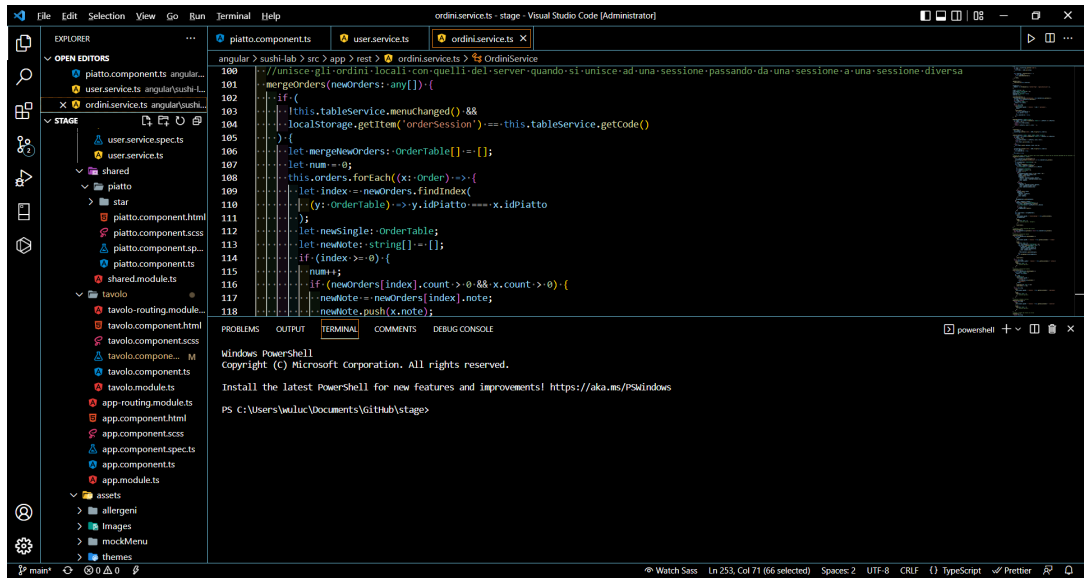 File Edit Selection View Go Run Terminal Help
ordini.service.ts - stage - Visual Studio Code [Administrator]
EXPLORER
OPEN EDITORS
piatto.component.ts angular...
user.service.ts angular\sushi-l...
ordini.service.ts angular\sushi...
STAGE
user.service.spec.ts
user.service.ts
shared
piatto
star
piatto.component.html
piatto.component.scss
piatto.component.sp...
piatto.component.ts
shared.module.ts
tavolo
tavolo-routing.module...
tavolo.component.html
tavolo.component.scss
tavolo.compone... M
tavolo.component.ts
tavolo.module.ts
app-routing.module.ts
app.component.html
app.component.scss
app.component.spec.ts
app.component.ts
app.module.ts
assets
allergeni
Images
mockMenu
themes
piatto.component.ts user.service.ts ordini.service.ts
angular > sushi-lab > src > app > rest > ordini.service.ts > OrdiniService
100 //unisce gli ordini locali con quelli del server quando si unisce ad una sessione passando da una sessione a una sessione diversa
101 mergeOrders(newOrders: any[]) {
102 if (
103 !this.tableService.menuChanged() &&
104 localStorage.getItem('orderSession') == this.tableService.getCode()
105 ) {
106 let mergeNewOrders: OrderTable[] = [];
107 let num = 0;
108 this.orders.forEach((x: Order) => {
109 let index = newOrders.findIndex(
110 (y: OrderTable) => y.idPiatto === x.idPiatto
111 );
112 let newSingle: OrderTable;
113 let newNote: string[] = [];
114 if (index >= 0) {
115 num++;
116 if (newOrders[index].count > 0 && x.count > 0) {
117 newNote = newOrders[index].note;
118 newNote.push(x.note);
PROBLEMS OUTPUT TERMINAL COMMENTS DEBUG CONSOLE
powershell
Windows PowerShell
Copyright (C) Microsoft Corporation. All rights reserved.
Install the latest PowerShell for new features and improvements! https://aka.ms/PSWindows
PS C:\Users\wuluc\Documents\GitHub\stage>
main* 0 0 Watch Sass Ln 253, Col 71 (66 selected) Spaces: 2 UTF-8 CRLF {} TypeScript Prettier